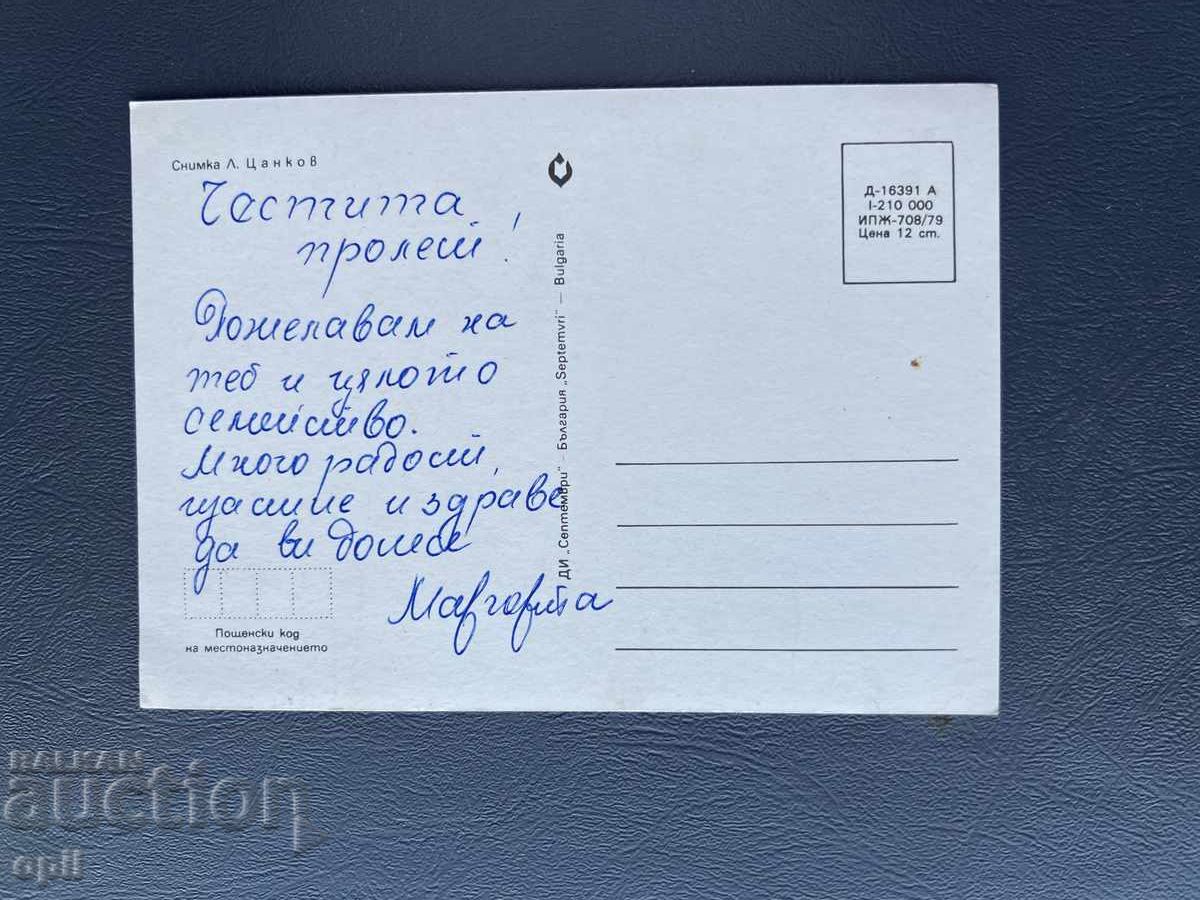 Снимка Л. Цанков
Честита
пролет!
Пожелавам на
теб и цялото
семейство.
Много радост,
щастие и здраве
да ви донесе
Маргарита
Пощенски код
на местоназначението
ДИ „Септември" – България „Septemvri" — Bulgaria
Д-16391 А
I-210 000
ИПЖ-708/79
Цена 12 ст.
BALKAN
auction
opil